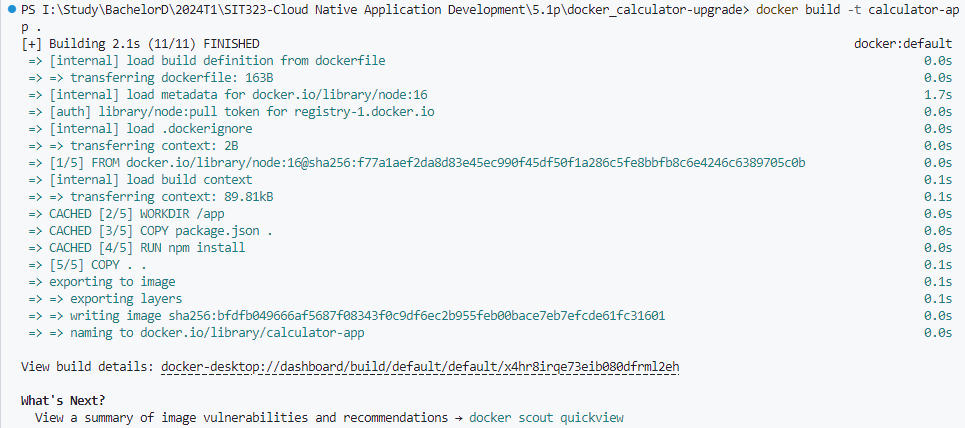 PS I:\Study\BachelorD\2024T1\SIT323-Cloud Native Application Development\5.1p\docker_calculator-upgrade> docker build -t calculator-ap
p .
[+] Building 2.1s (11/11) FINISHED docker:default
=> [internal] load build definition from dockerfile 0.0s
=> => transferring dockerfile: 163B 0.0s
=> [internal] load metadata for docker.io/library/node:16 1.7s
=> [auth] library/node:pull token for registry-1.docker.io 0.0s
=> [internal] load .dockerignore 0.0s
=> => transferring context: 2B 0.0s
=> [1/5] FROM docker.io/library/node:16@sha256:f77a1aef2da8d83e45ec990f45df50f1a286c5fe8bbfb8c6e4246c6389705c0b 0.0s
=> [internal] load build context 0.1s
=> => transferring context: 89.81kB 0.1s
=> CACHED [2/5] WORKDIR /app 0.0s
=> CACHED [3/5] COPY package.json . 0.0s
=> CACHED [4/5] RUN npm install 0.0s
=> [5/5] COPY . . 0.1s
=> exporting to image 0.1s
=> => exporting layers 0.1s
=> => writing image sha256:bfdfb049666af5687f08343f0c9df6ec2b955feb00bace7eb7efcde61fc31601 0.0s
=> => naming to docker.io/library/calculator-app 0.0s
View build details: docker-desktop://dashboard/build/default/default/x4hr8irqe73eib080dfrml2eh
What's Next?
View a summary of image vulnerabilities and recommendations → docker scout quickview